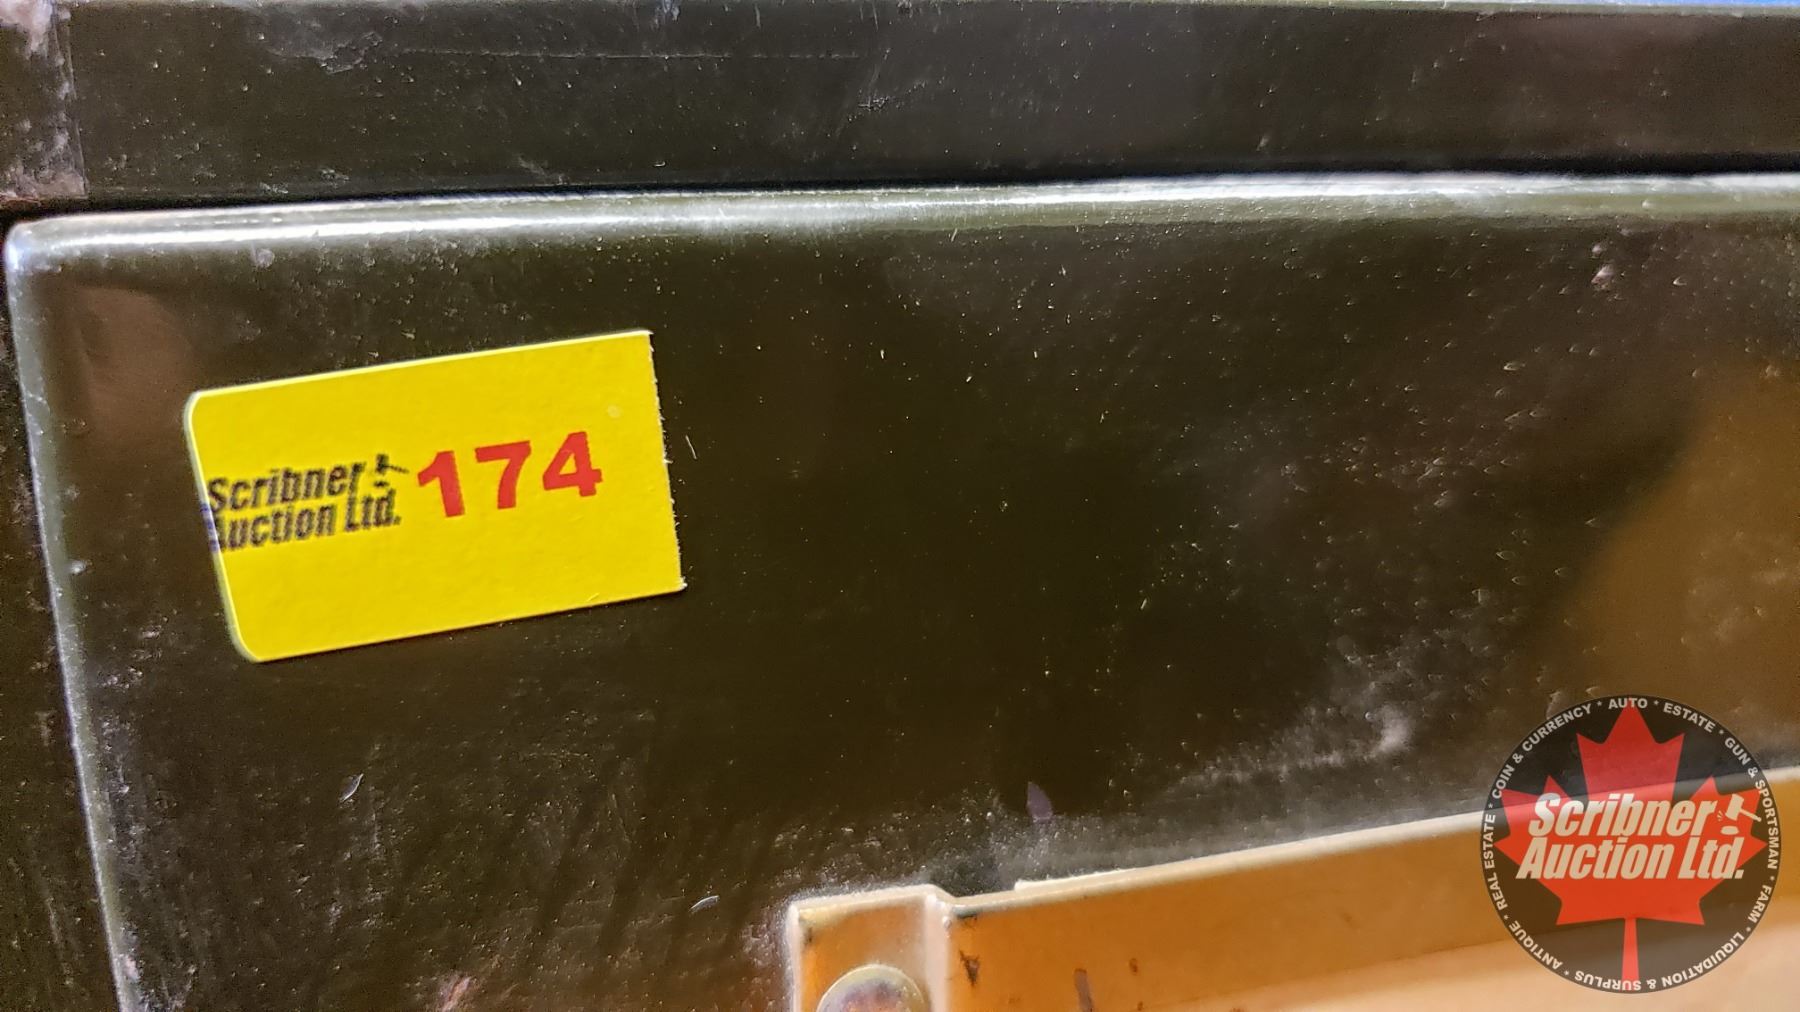 Scribner
Auction Ltd.
174
COIN & CURRENCY * AUTO * ESTATE * GUN & SPORTSMAN * FARM * LIQUIDATION & SURPLUS * ANTIQUE * REAL ESTATE *
Scribner
Auction Ltd.